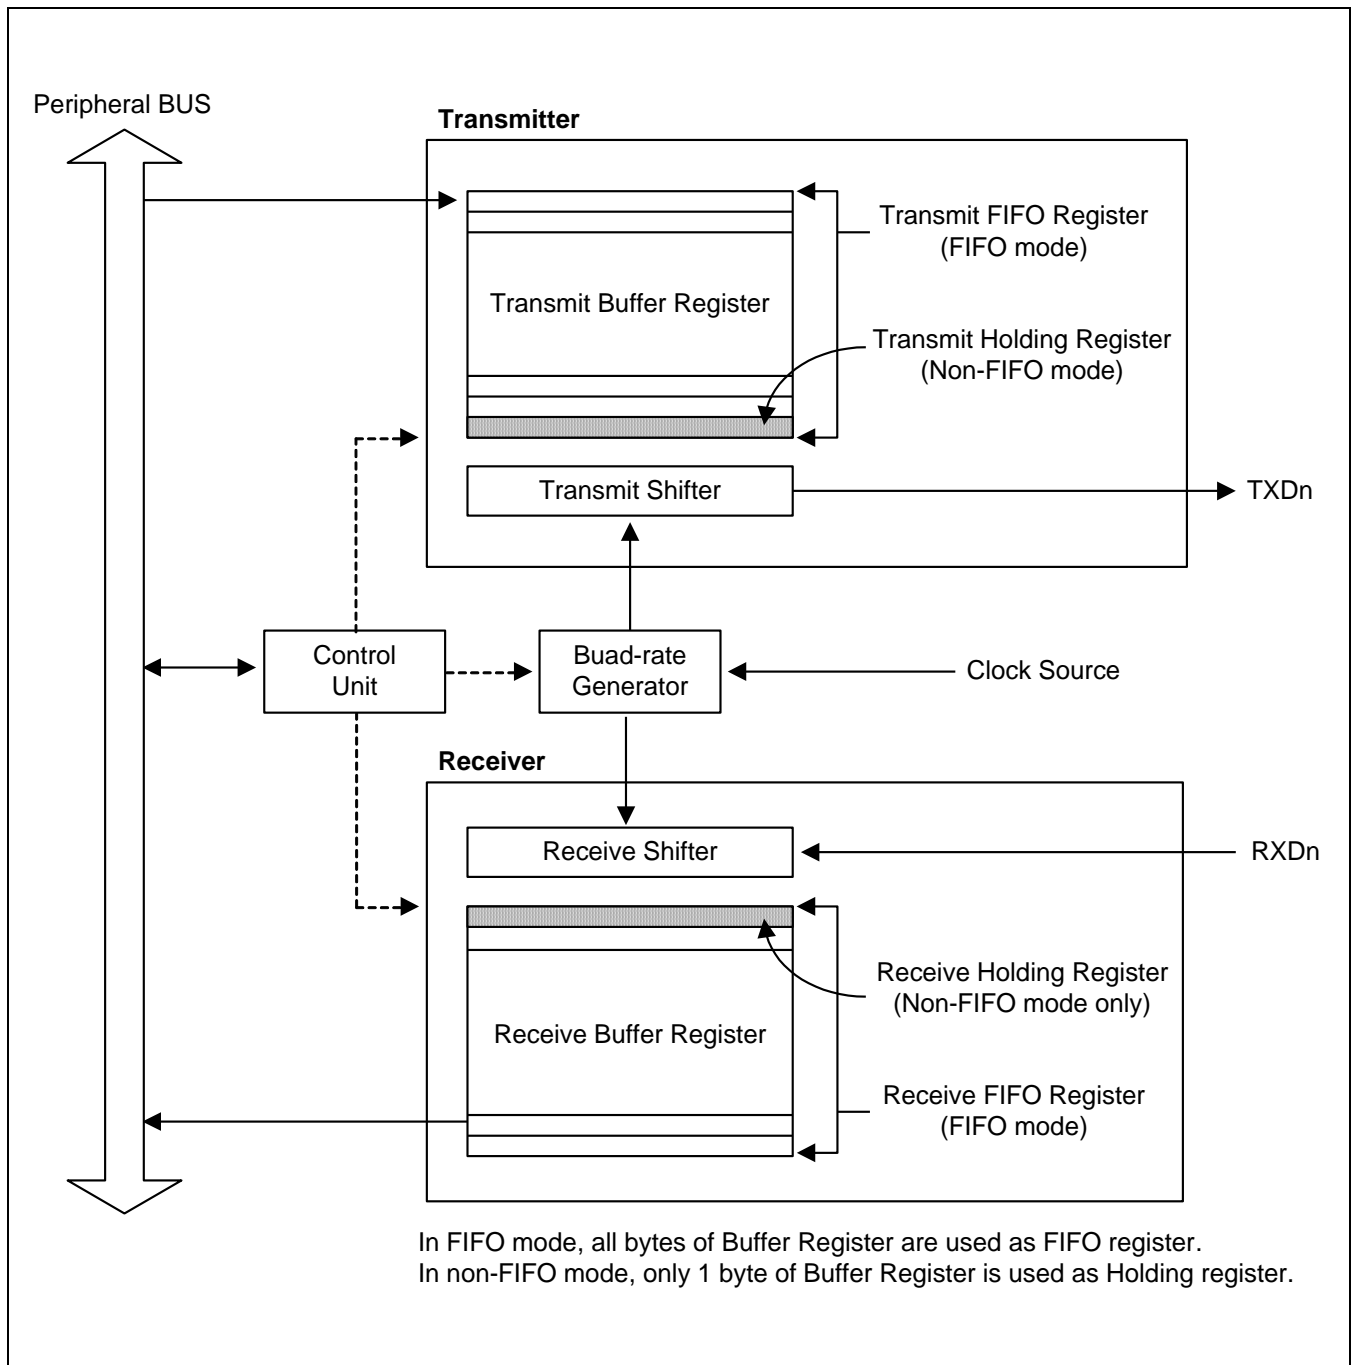 Peripheral BUS
Transmitter
Transmit FIFO Register
(FIFO mode)
Transmit Buffer Register
Transmit Holding Register
(Non-FIFO mode)
Transmit Shifter
TXDn
Control
Unit
Buad-rate
Generator
Clock Source
Receiver
Receive Shifter
RXDn
Receive Holding Register
(Non-FIFO mode only)
Receive Buffer Register
Receive FIFO Register
(FIFO mode)
In FIFO mode, all bytes of Buffer Register are used as FIFO register.
In non-FIFO mode, only 1 byte of Buffer Register is used as Holding register.